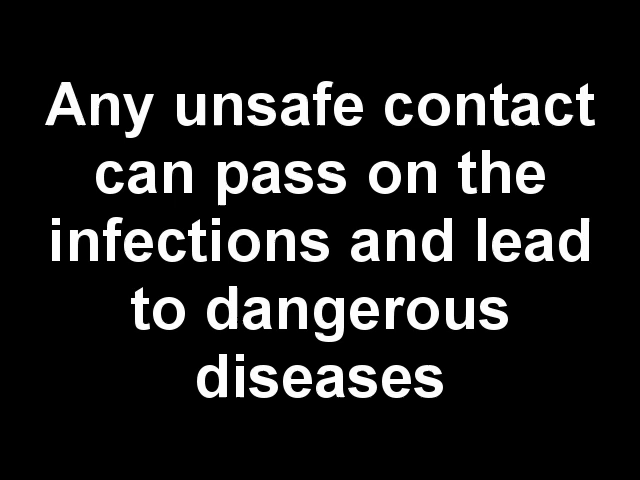 Any unsafe contact
can pass on the
infections and lead
to dangerous
diseases